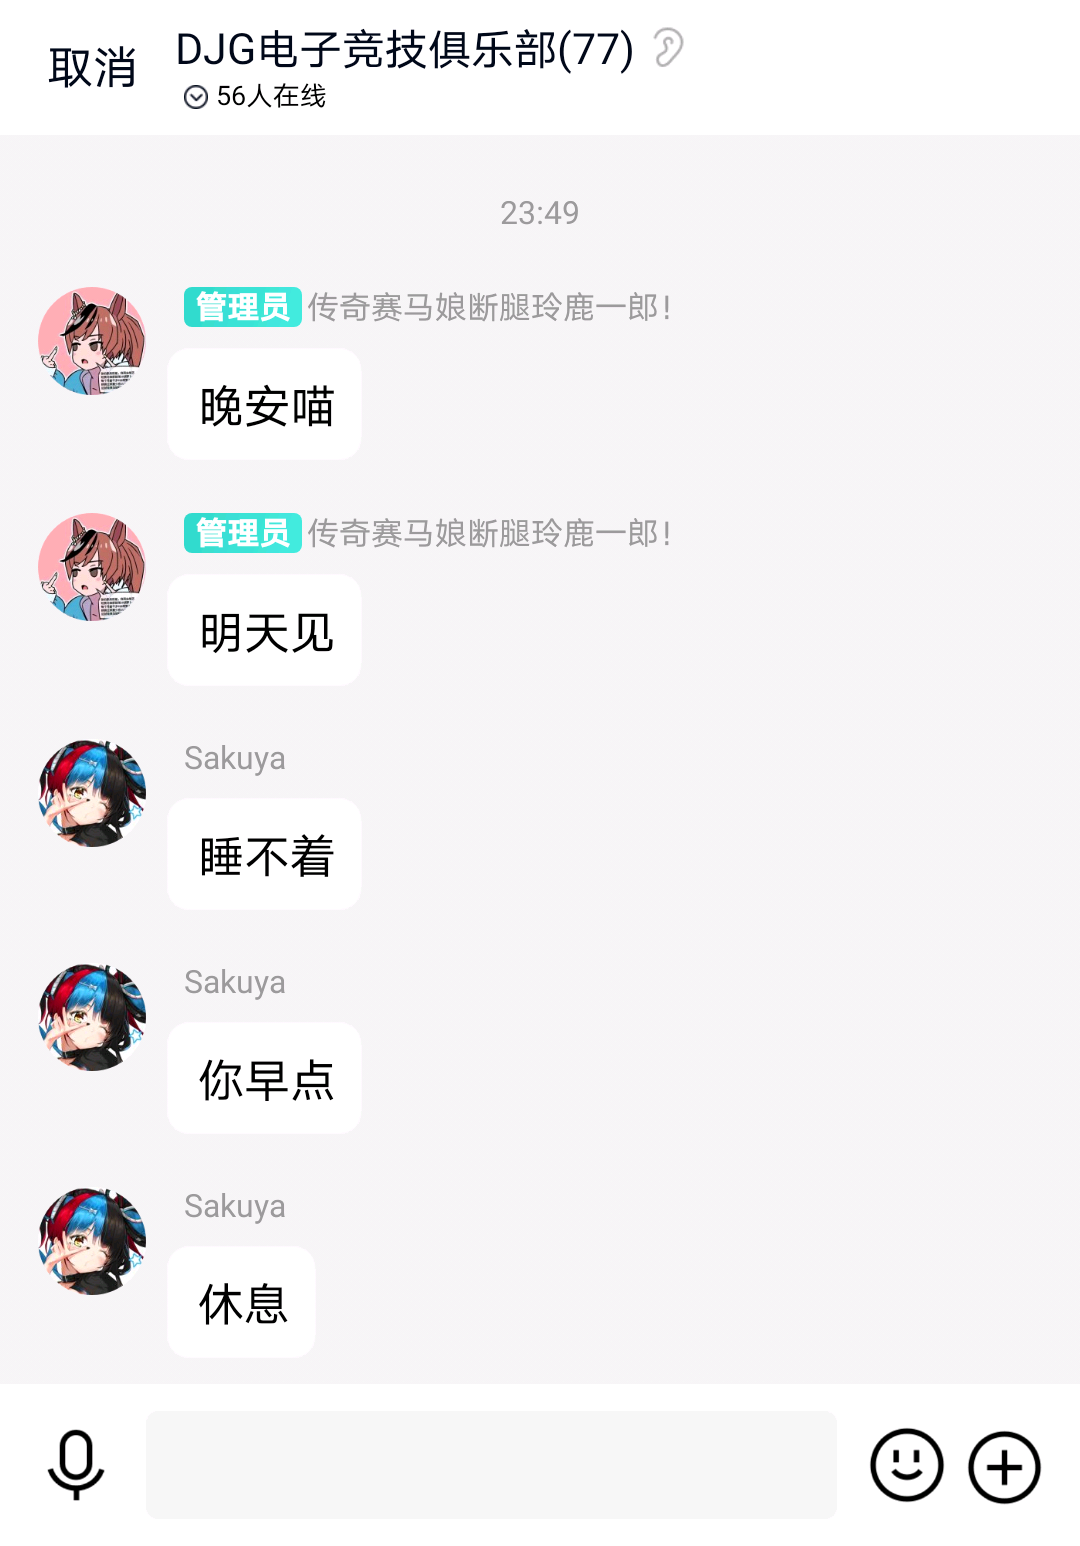 取消
DJG电子竞技俱乐部(77)
56人在线
23:49
管理员 传奇赛马娘断腿玲鹿一郎！
晚安喵
管理员 传奇赛马娘断腿玲鹿一郎！
明天见
Sakuya
睡不着
Sakuya
你早点
Sakuya
休息